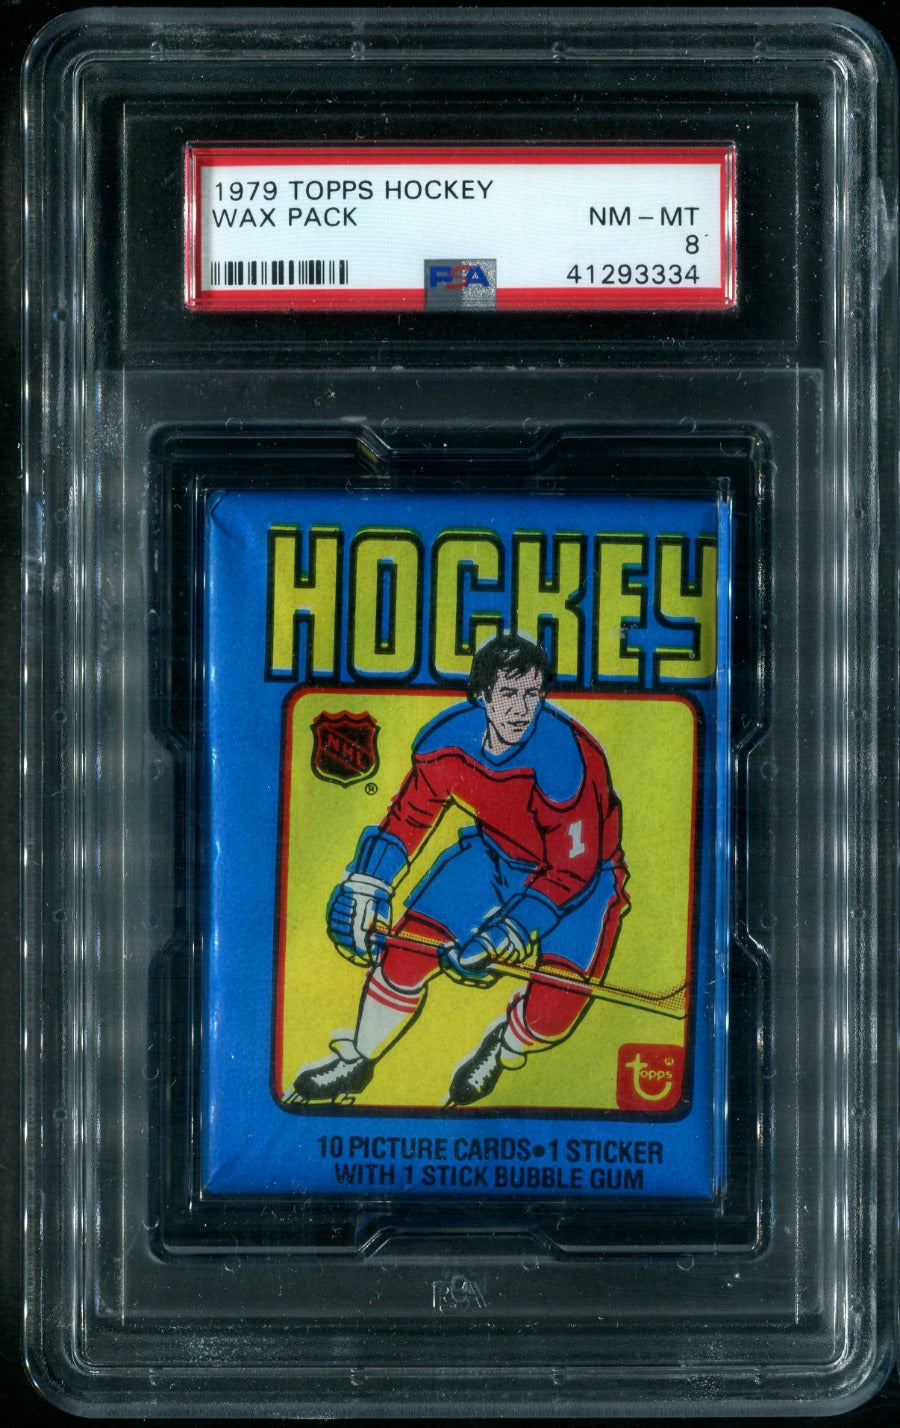 1979 TOPPS HOCKEY
WAX PACK
NM - MT
8
PSA
41293334
HOCKEY
NHL
®
1
topps
®
10 PICTURE CARDS•1 STICKER
WITH 1 STICK BUBBLE GUM
PSA